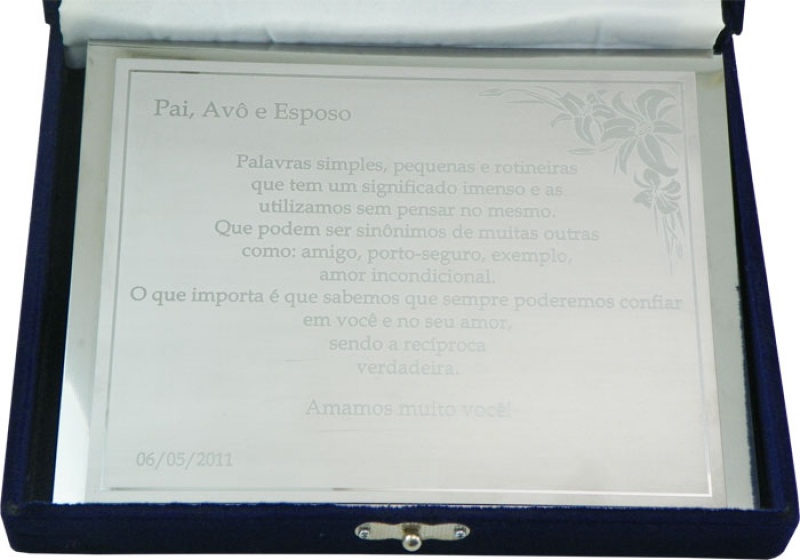 Pai, Avô e Esposo
Palavras simples, pequenas e rotineiras
que tem um significado imenso e as
utilizamos sem pensar no mesmo.
Que podem ser sinônimos de muitas outras
como: amigo, porto-seguro, exemplo,
amor incondicional.
O que importa é que sabemos que sempre poderemos confiar
em você e no seu amor,
sendo a recíproca
verdadeira.
Amamos muito você!
06/05/2011